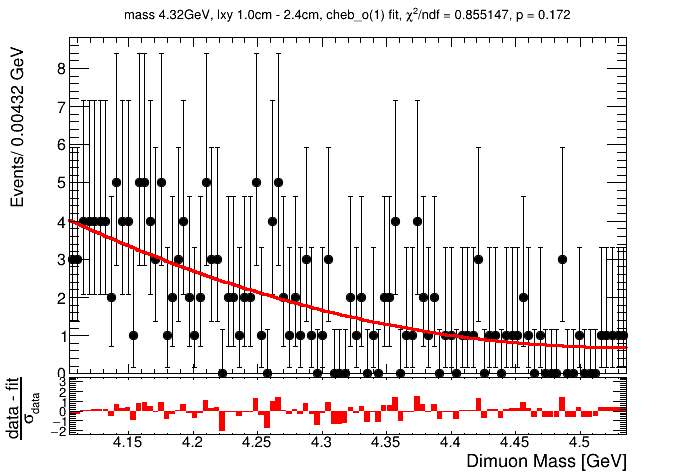 mass 4.32GeV, lxy 1.0cm - 2.4cm, cheb_o(1) fit, χ²/ndf = 0.855147, p = 0.172
Events/ 0.00432 GeV
8
7
6
5
4
3
2
1
0
data - fit
σdata
3
2
1
0
−1
−2
4.15 4.2 4.25 4.3 4.35 4.4 4.45 4.5
Dimuon Mass [GeV]